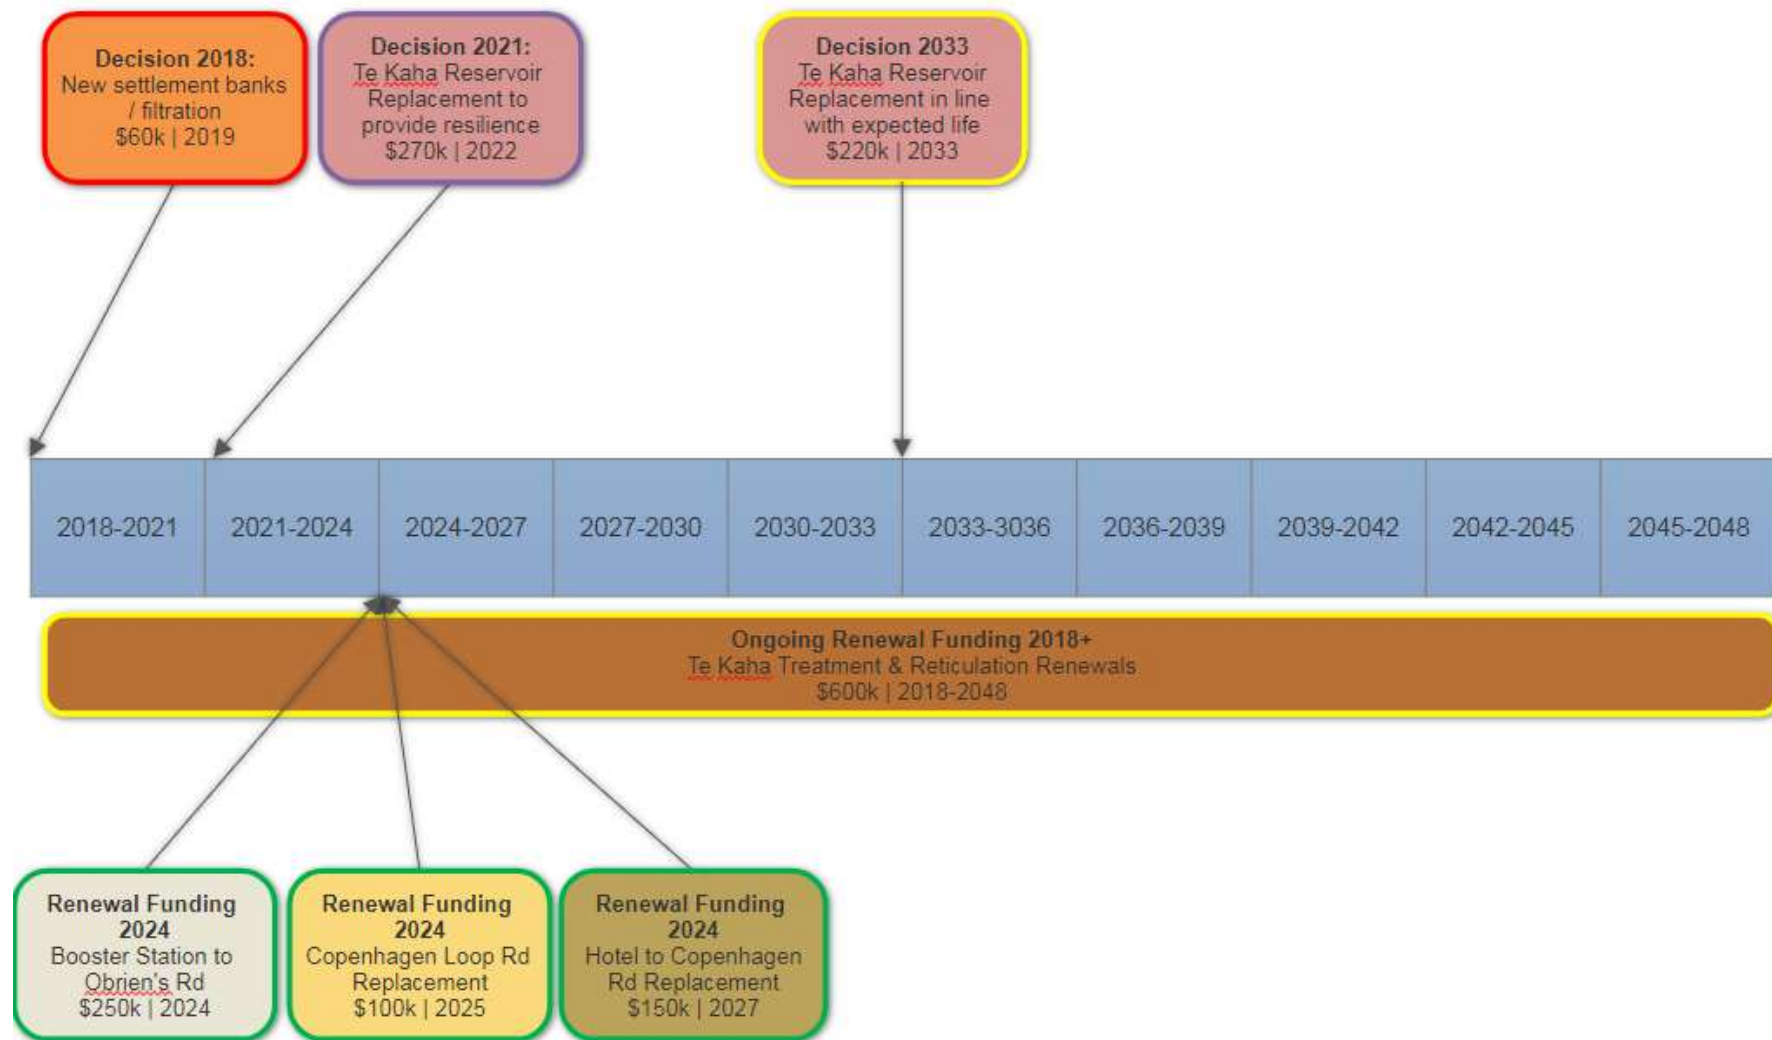 Decision 2018:
New settlement banks
/ filtration
$60k | 2019
Decision 2021:
Te Kaha Reservoir
Replacement to
provide resilience
$270k | 2022
Decision 2033
Te Kaha Reservoir
Replacement in line
with expected life
$220k | 2033
2018-2021
2021-2024
2024-2027
2027-2030
2030-2033
2033-3036
2036-2039
2039-2042
2042-2045
2045-2048
Ongoing Renewal Funding 2018+
Te Kaha Treatment & Reticulation Renewals
$600k | 2018-2048
Renewal Funding
2024
Booster Station to
Obrien's Rd
$250k | 2024
Renewal Funding
2024
Copenhagen Loop Rd
Replacement
$100k | 2025
Renewal Funding
2024
Hotel to Copenhagen
Rd Replacement
$150k | 2027